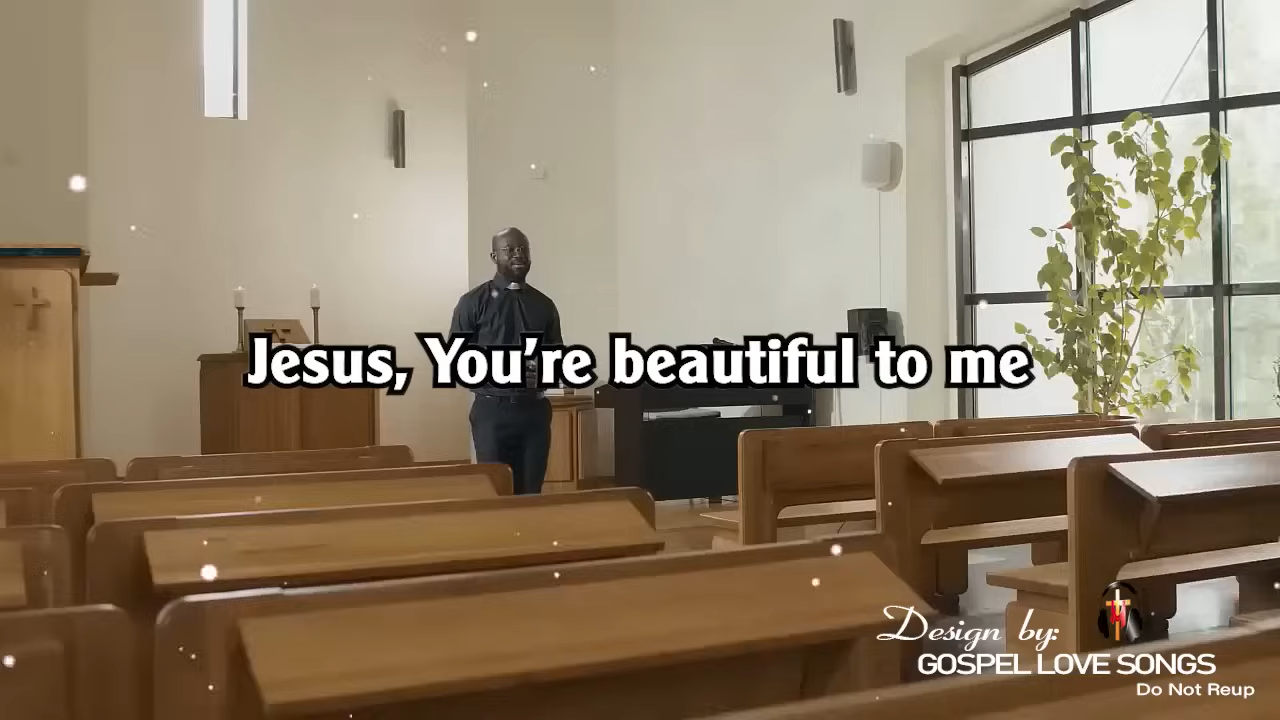 Jesus, You're beautiful to me
Design by:
GOSPEL LOVE SONGS
Do Not Reup